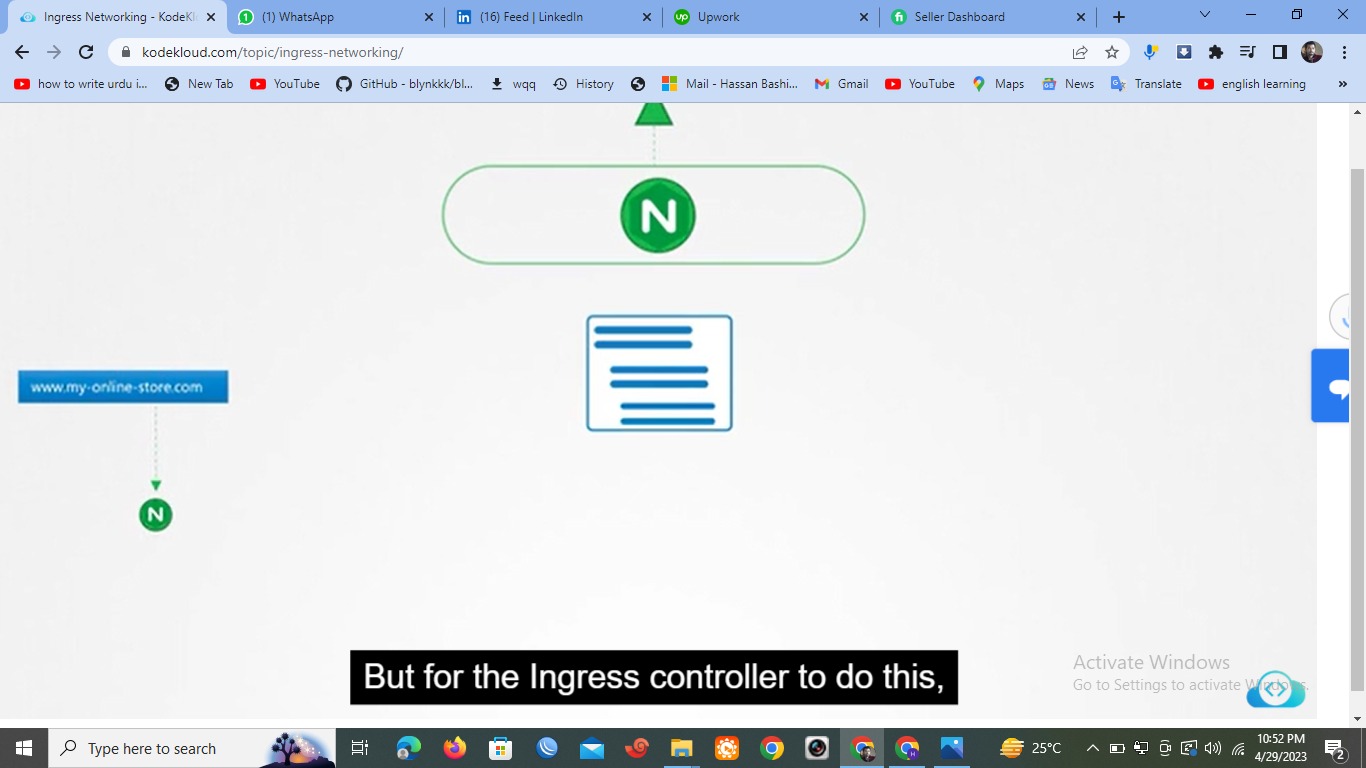 Ingress Networking - KodeKl
(1) WhatsApp
(16) Feed | LinkedIn
Upwork
Seller Dashboard
kodekloud.com/topic/ingress-networking/
how to write urdu i...
New Tab
YouTube
GitHub - blynkkk/bl...
wqq
History
Mail - Hassan Bashi...
Gmail
YouTube
Maps
News
Translate
english learning
»
N
www.my-online-store.com
N
But for the Ingress controller to do this,
Activate Windows
Go to Settings to activate Windows.
Type here to search
25°C
10:52 PM
4/29/2023
2